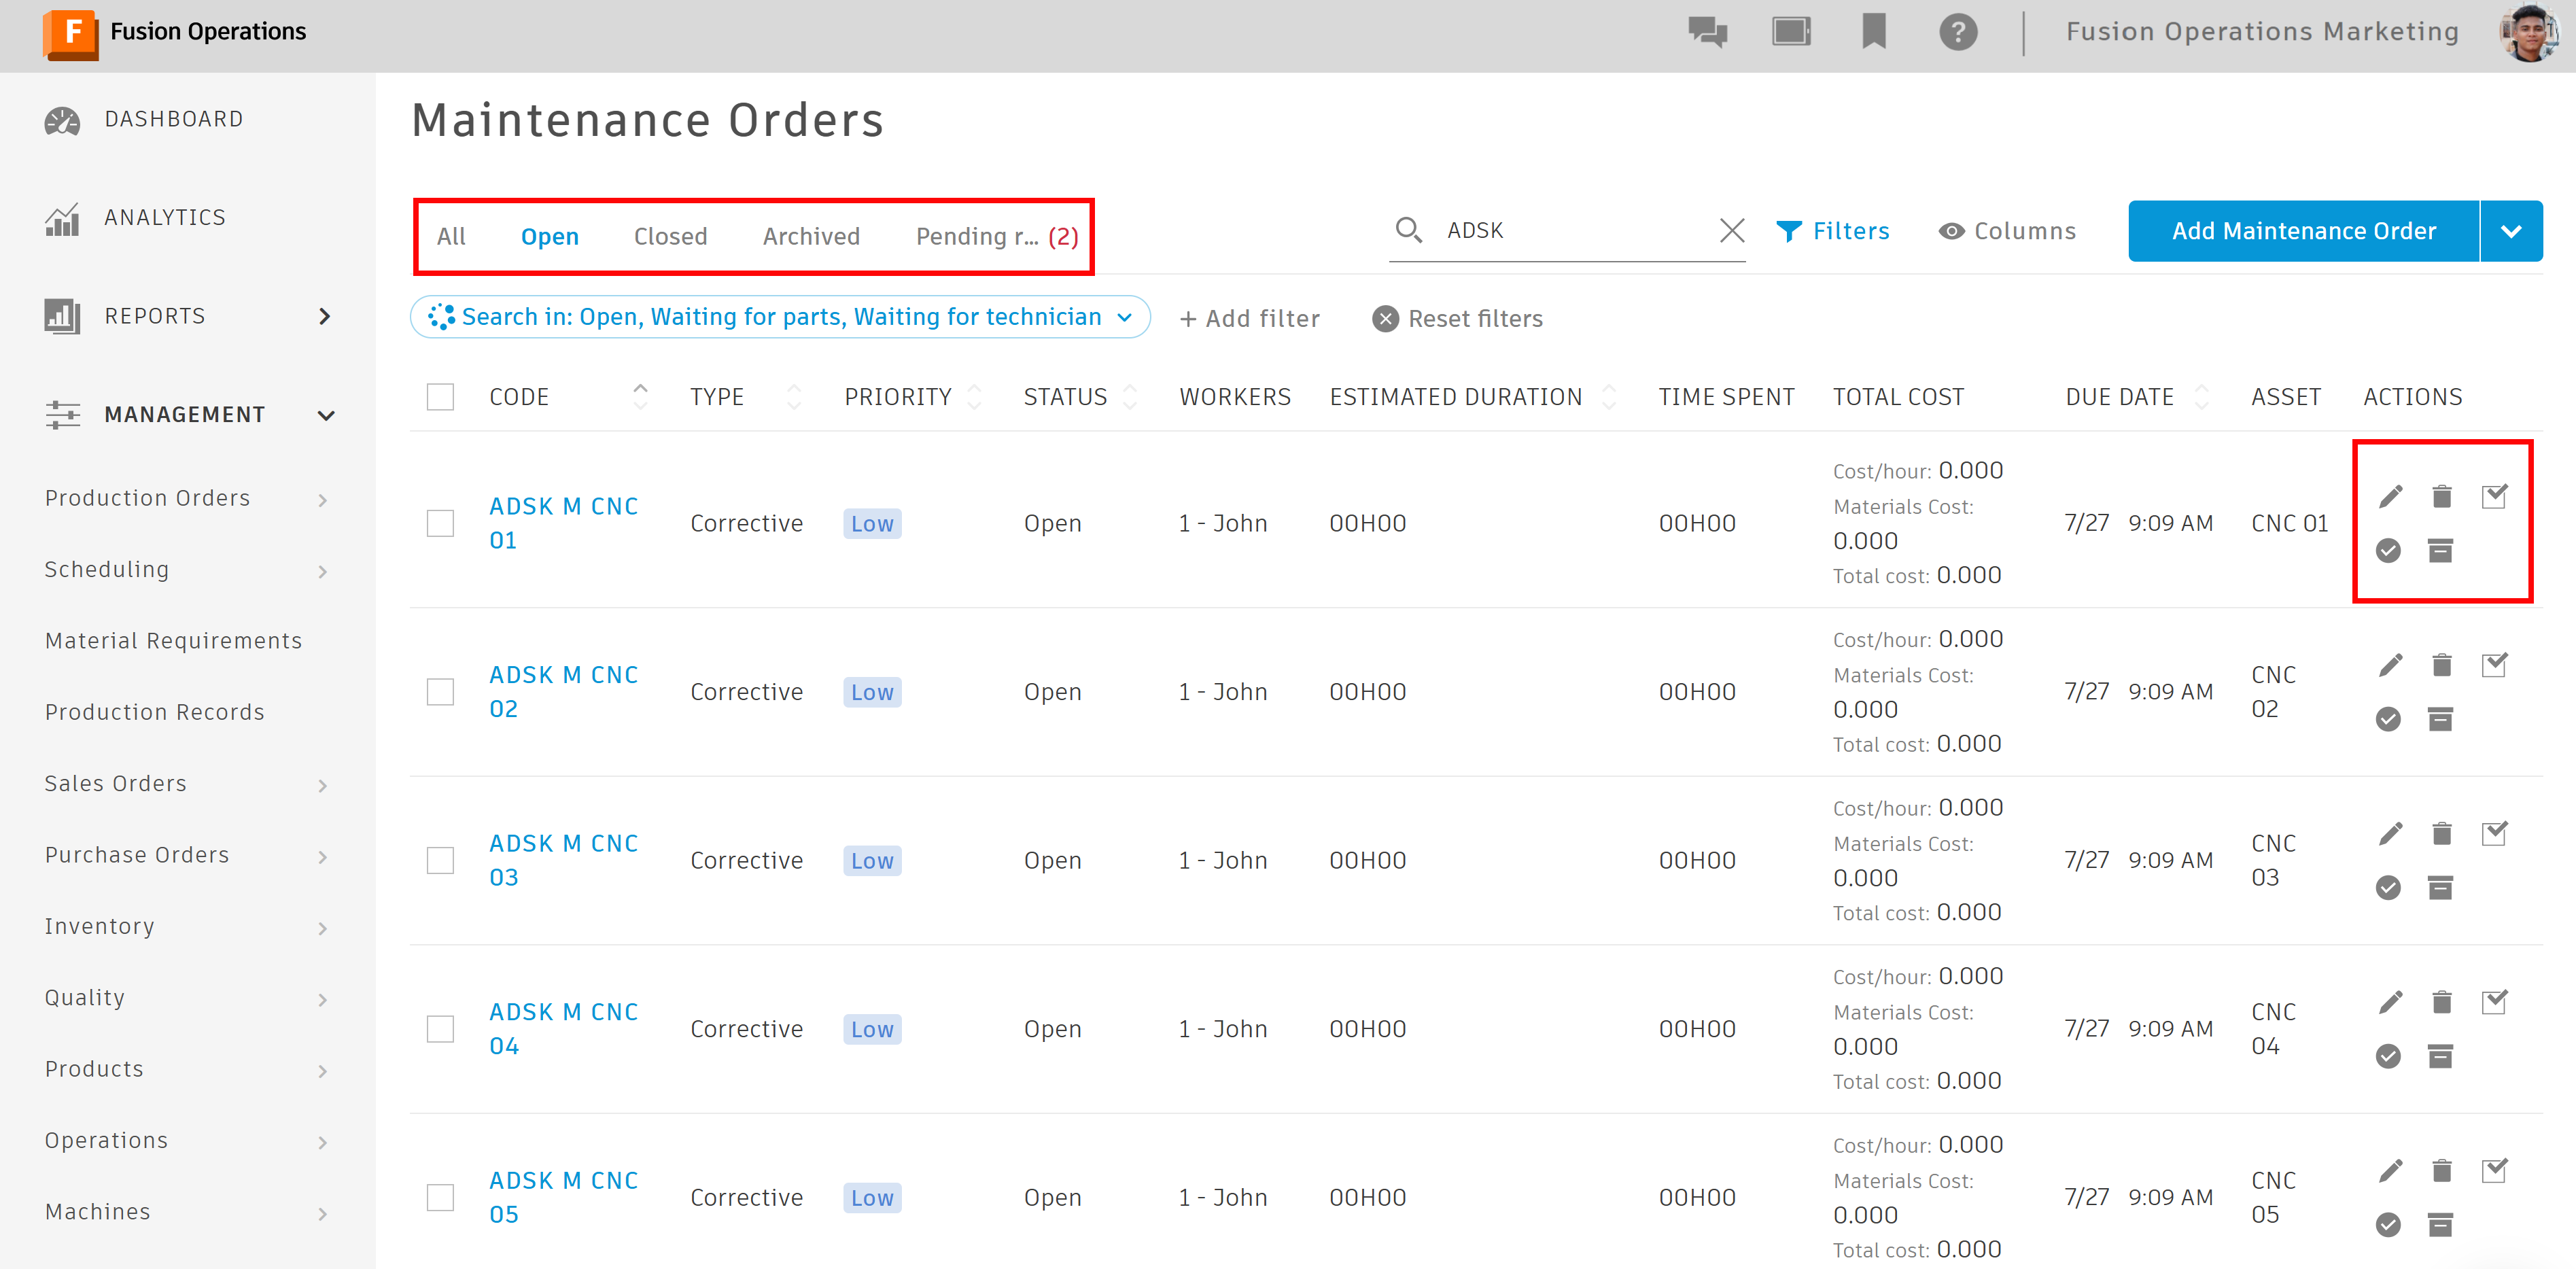 F Fusion Operations
? Fusion Operations Marketing
DASHBOARD
ANALYTICS
REPORTS
MANAGEMENT
Production Orders
Scheduling
Material Requirements
Production Records
Sales Orders
Purchase Orders
Inventory
Quality
Products
Operations
Machines
Maintenance Orders
All Open Closed Archived Pending r... (2)
ADSK Filters Columns Add Maintenance Order
Search in: Open, Waiting for parts, Waiting for technician + Add filter Reset filters
CODE TYPE PRIORITY STATUS WORKERS ESTIMATED DURATION TIME SPENT TOTAL COST DUE DATE ASSET ACTIONS
ADSK M CNC
01
Corrective Low Open 1 - John 00H00 00H00
Cost/hour: 0.000
Materials Cost:
0.000
Total cost: 0.000
7/27 9:09 AM CNC 01
ADSK M CNC
02
Corrective Low Open 1 - John 00H00 00H00
Cost/hour: 0.000
Materials Cost:
0.000
Total cost: 0.000
7/27 9:09 AM
CNC
02
ADSK M CNC
03
Corrective Low Open 1 - John 00H00 00H00
Cost/hour: 0.000
Materials Cost:
0.000
Total cost: 0.000
7/27 9:09 AM
CNC
03
ADSK M CNC
04
Corrective Low Open 1 - John 00H00 00H00
Cost/hour: 0.000
Materials Cost:
0.000
Total cost: 0.000
7/27 9:09 AM
CNC
04
ADSK M CNC
05
Corrective Low Open 1 - John 00H00 00H00
Cost/hour: 0.000
Materials Cost:
0.000
Total cost: 0.000
7/27 9:09 AM
CNC
05